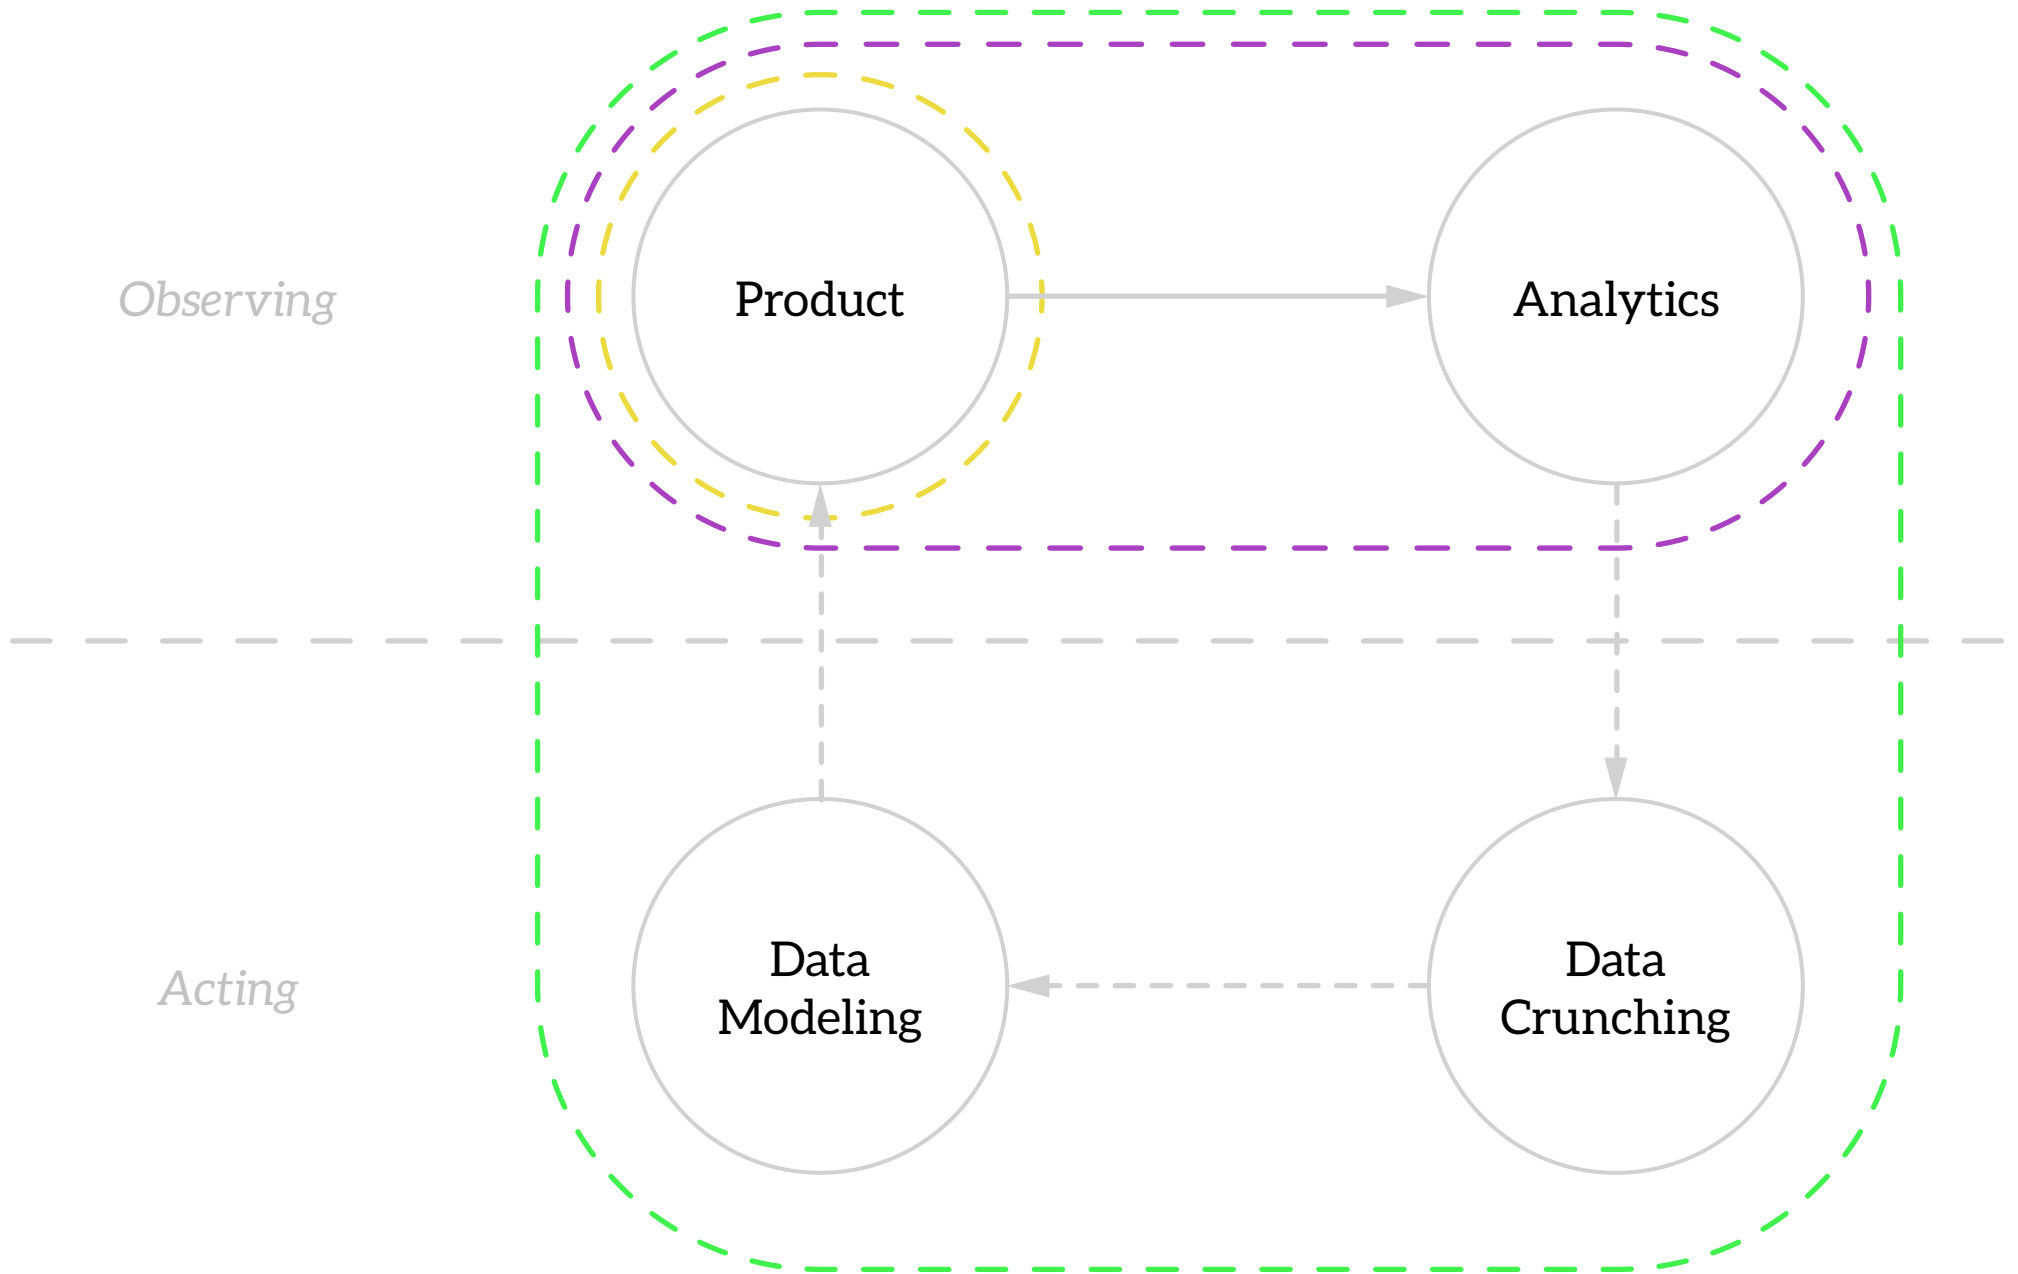 Observing
Product
Analytics
Acting
Data
Modeling
Data
Crunching